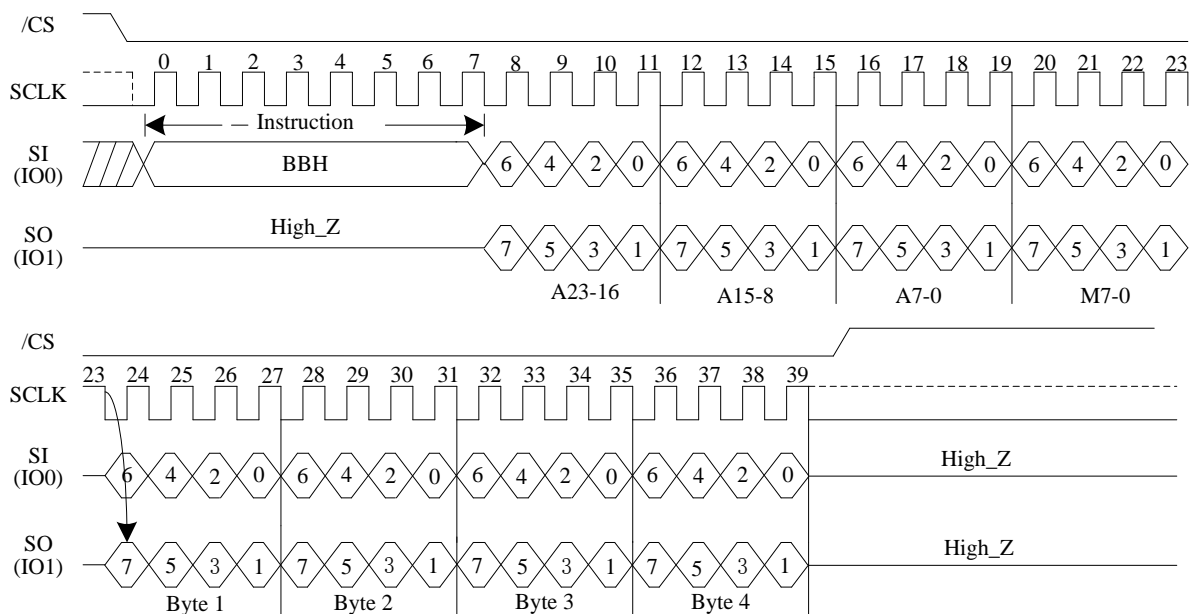 /CS
0 1 2 3 4 5 6 7 8 9 10 11 12 13 14 15 16 17 18 19 20 21 22 23
SCLK
Instruction
SI
(IO0)
BBH
6 4 2 0 6 4 2 0 6 4 2 0 6 4 2 0
SO
(IO1)
High_Z
7 5 3 1 7 5 3 1 7 5 3 1 7 5 3 1
A23-16 A15-8 A7-0 M7-0
/CS
23 24 25 26 27 28 29 30 31 32 33 34 35 36 37 38 39
SCLK
SI
(IO0)
6 4 2 0 6 4 2 0 6 4 2 0 6 4 2 0
High_Z
SO
(IO1)
7 5 3 1 7 5 3 1 7 5 3 1 7 5 3 1
High_Z
Byte 1 Byte 2 Byte 3 Byte 4